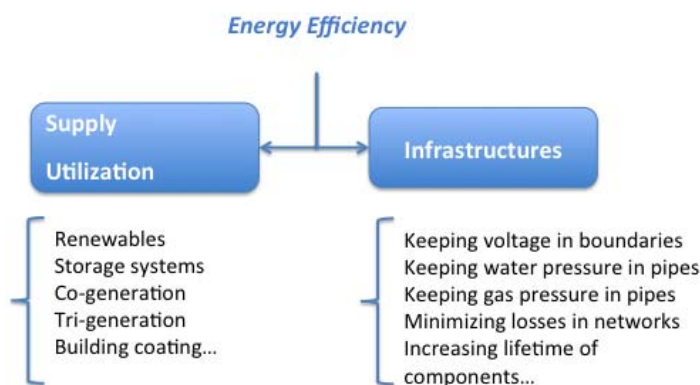 Energy Efficiency
Supply
Utilization
Infrastructures
Renewables
Storage systems
Co-generation
Tri-generation
Building coating...
Keeping voltage in boundaries
Keeping water pressure in pipes
Keeping gas pressure in pipes
Minimizing losses in networks
Increasing lifetime of
components...